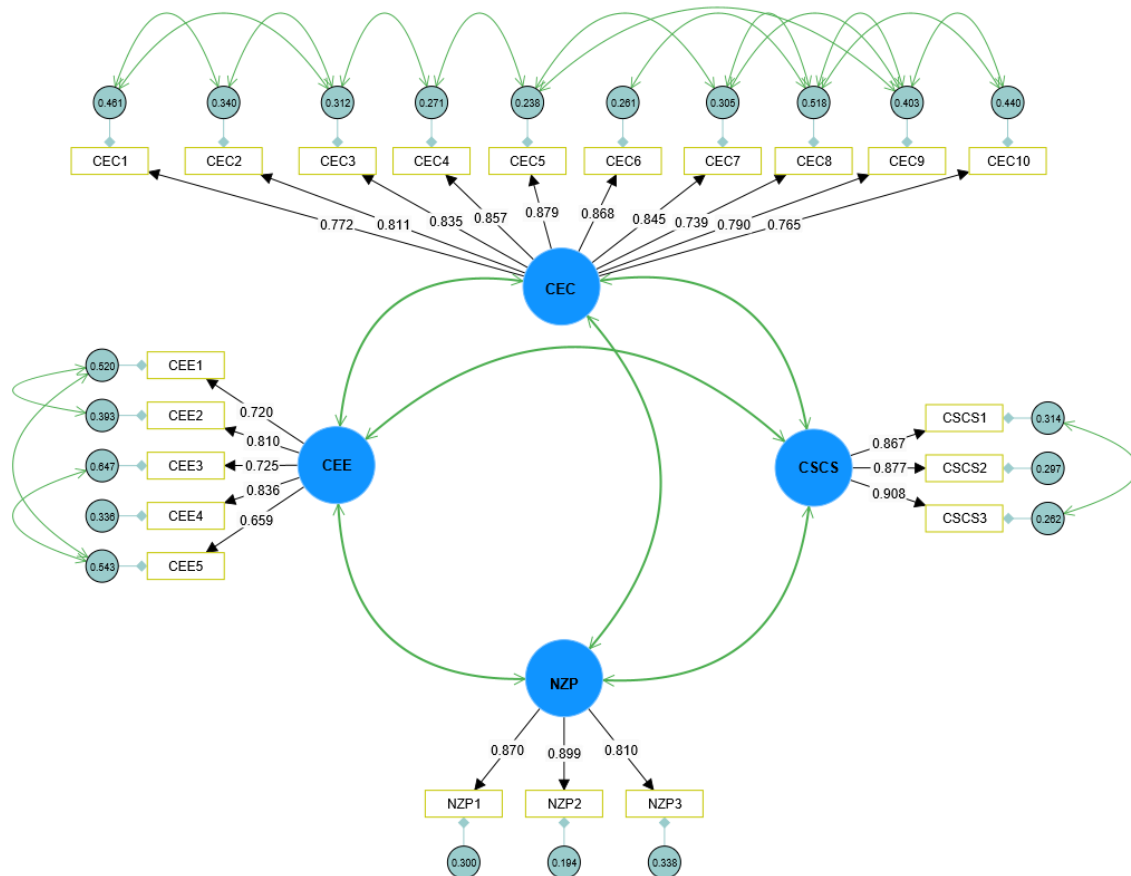 0.461 0.340 0.312 0.271 0.238 0.261 0.305 0.518 0.403 0.440
CEC1 CEC2 CEC3 CEC4 CEC5 CEC6 CEC7 CEC8 CEC9 CEC10
0.772 0.811 0.835 0.857 0.879 0.868 0.845 0.739 0.790 0.765
CEC
0.520 CEE1
0.393 CEE2
0.647 CEE3
0.336 CEE4
0.543 CEE5
0.720
0.810
0.725
0.836
0.659
CEE
CSCS
0.867
0.877
0.908
CSCS1 0.314
CSCS2 0.297
CSCS3 0.262
NZP
0.870 0.899 0.810
NZP1 NZP2 NZP3
0.300 0.194 0.338